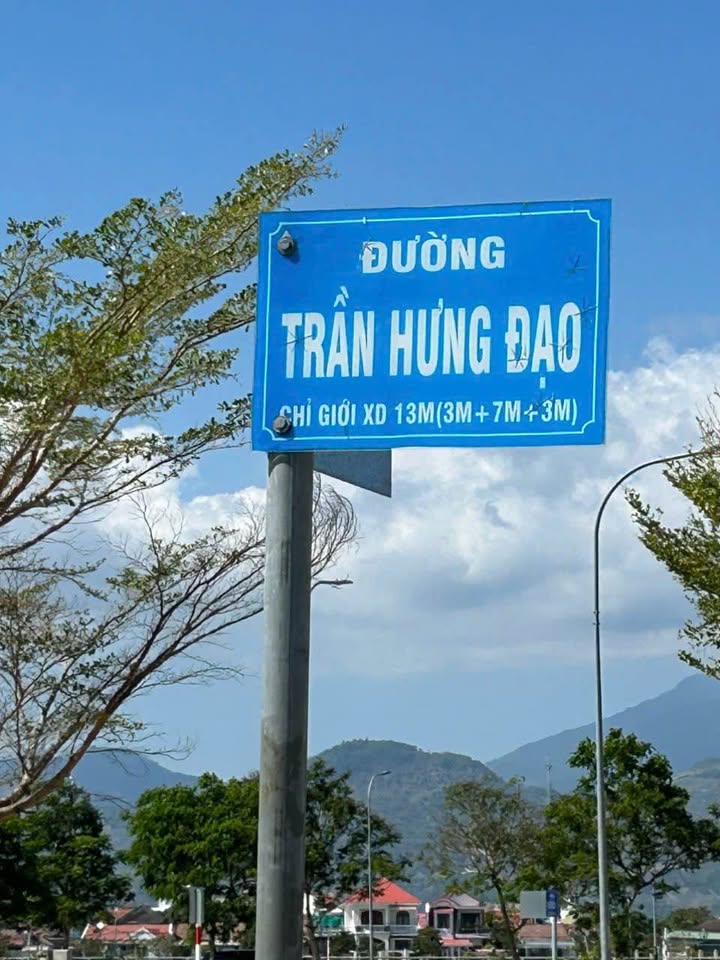 ĐƯỜNG
TRẦN HƯNG ĐẠO
CHỈ GIỚI XD 13M(3M+7M+3M)